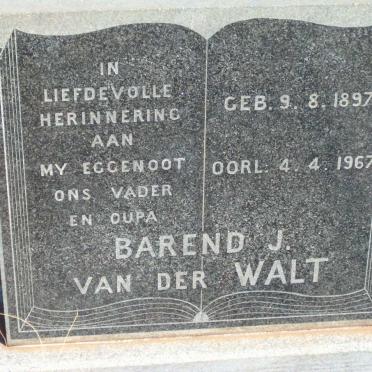 IN
LIEFDEVOLLE
HERINNERING
AAN
MY EGGENOOT
ONS VADER
EN OUPA
GEB. 9. 8. 1897
OORL. 4. 4. 1967
BAREND J.
VAN DER WALT